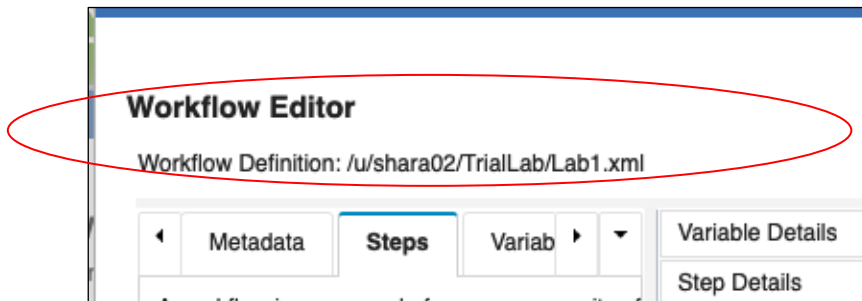 Workflow Editor
Workflow Definition: /u/shara02/TrialLab/Lab1.xml
Metadata Steps Variab
Variable Details
Step Details